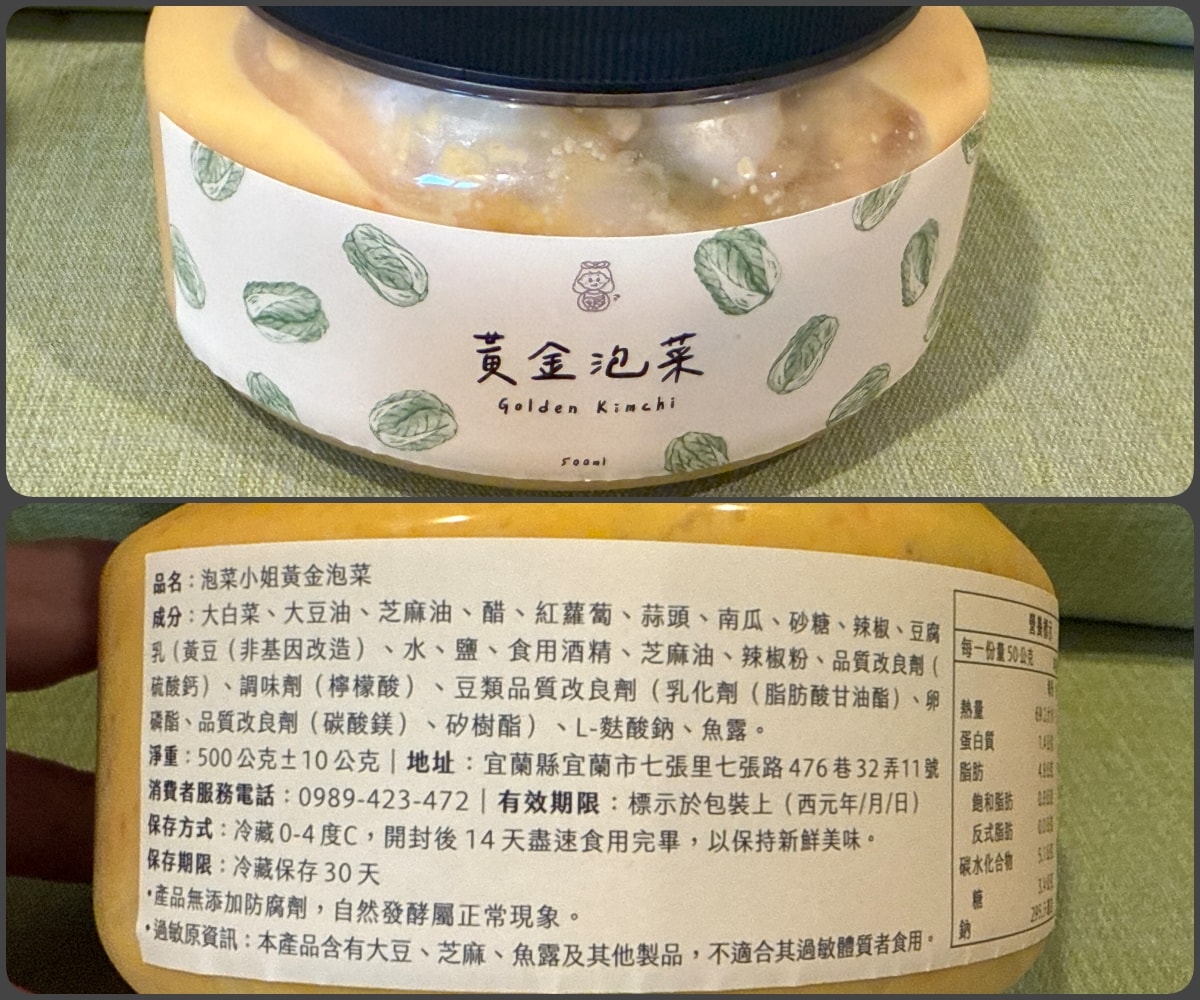 黃金泡菜
Golden Kimchi
500ml
品名：泡菜小姐黃金泡菜
成分：大白菜、大豆油、芝麻油、醋、紅蘿蔔、蒜頭、南瓜、砂糖、辣椒、豆腐
乳（黃豆（非基因改造）、水、鹽、食用酒精、芝麻油、辣椒粉、品質改良劑（
硫酸鈣）、調味劑（檸檬酸）、豆類品質改良劑（乳化劑（脂肪酸甘油酯）、卵
磷酯、品質改良劑（碳酸鎂）、矽樹酯）、L-麩酸鈉、魚露。
淨重：500公克±10公克｜地址：宜蘭縣宜蘭市七張里七張路476巷32弄11號
消費者服務電話：0989-423-472｜有效期限：標示於包裝上（西元年/月/日）
保存方式：冷藏0-4度C，開封後14天盡速食用完畢，以保持新鮮美味。
保存期限：冷藏保存30天
•產品無添加防腐劑，自然發酵屬正常現象。
•過敏原資訊：本產品含有大豆、芝麻、魚露及其他製品，不適合其過敏體質者食用。
營養標示
每一份量50公克
熱量
蛋白質
脂肪
飽和脂肪
反式脂肪
碳水化合物
糖
鈉